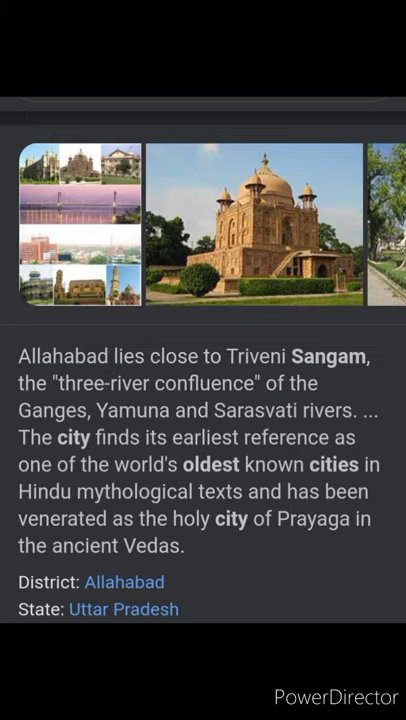 Allahabad lies close to Triveni Sangam,
the "three-river confluence" of the
Ganges, Yamuna and Sarasvati rivers. ...
The city finds its earliest reference as
one of the world's oldest known cities in
Hindu mythological texts and has been
venerated as the holy city of Prayaga in
the ancient Vedas.
District: Allahabad
State: Uttar Pradesh
PowerDirector